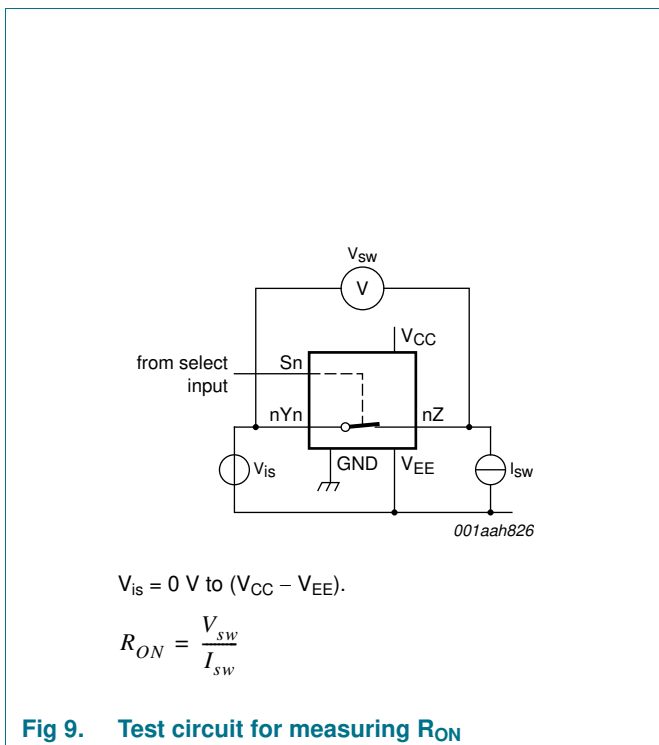 Vsw
V
VCC
from select
input
Sn
nYn
nZ
Vis
GND
VEE
Isw
001aah826
Vis = 0 V to (VCC − VEE).
RON = Vsw / Isw
Fig 9. Test circuit for measuring RON